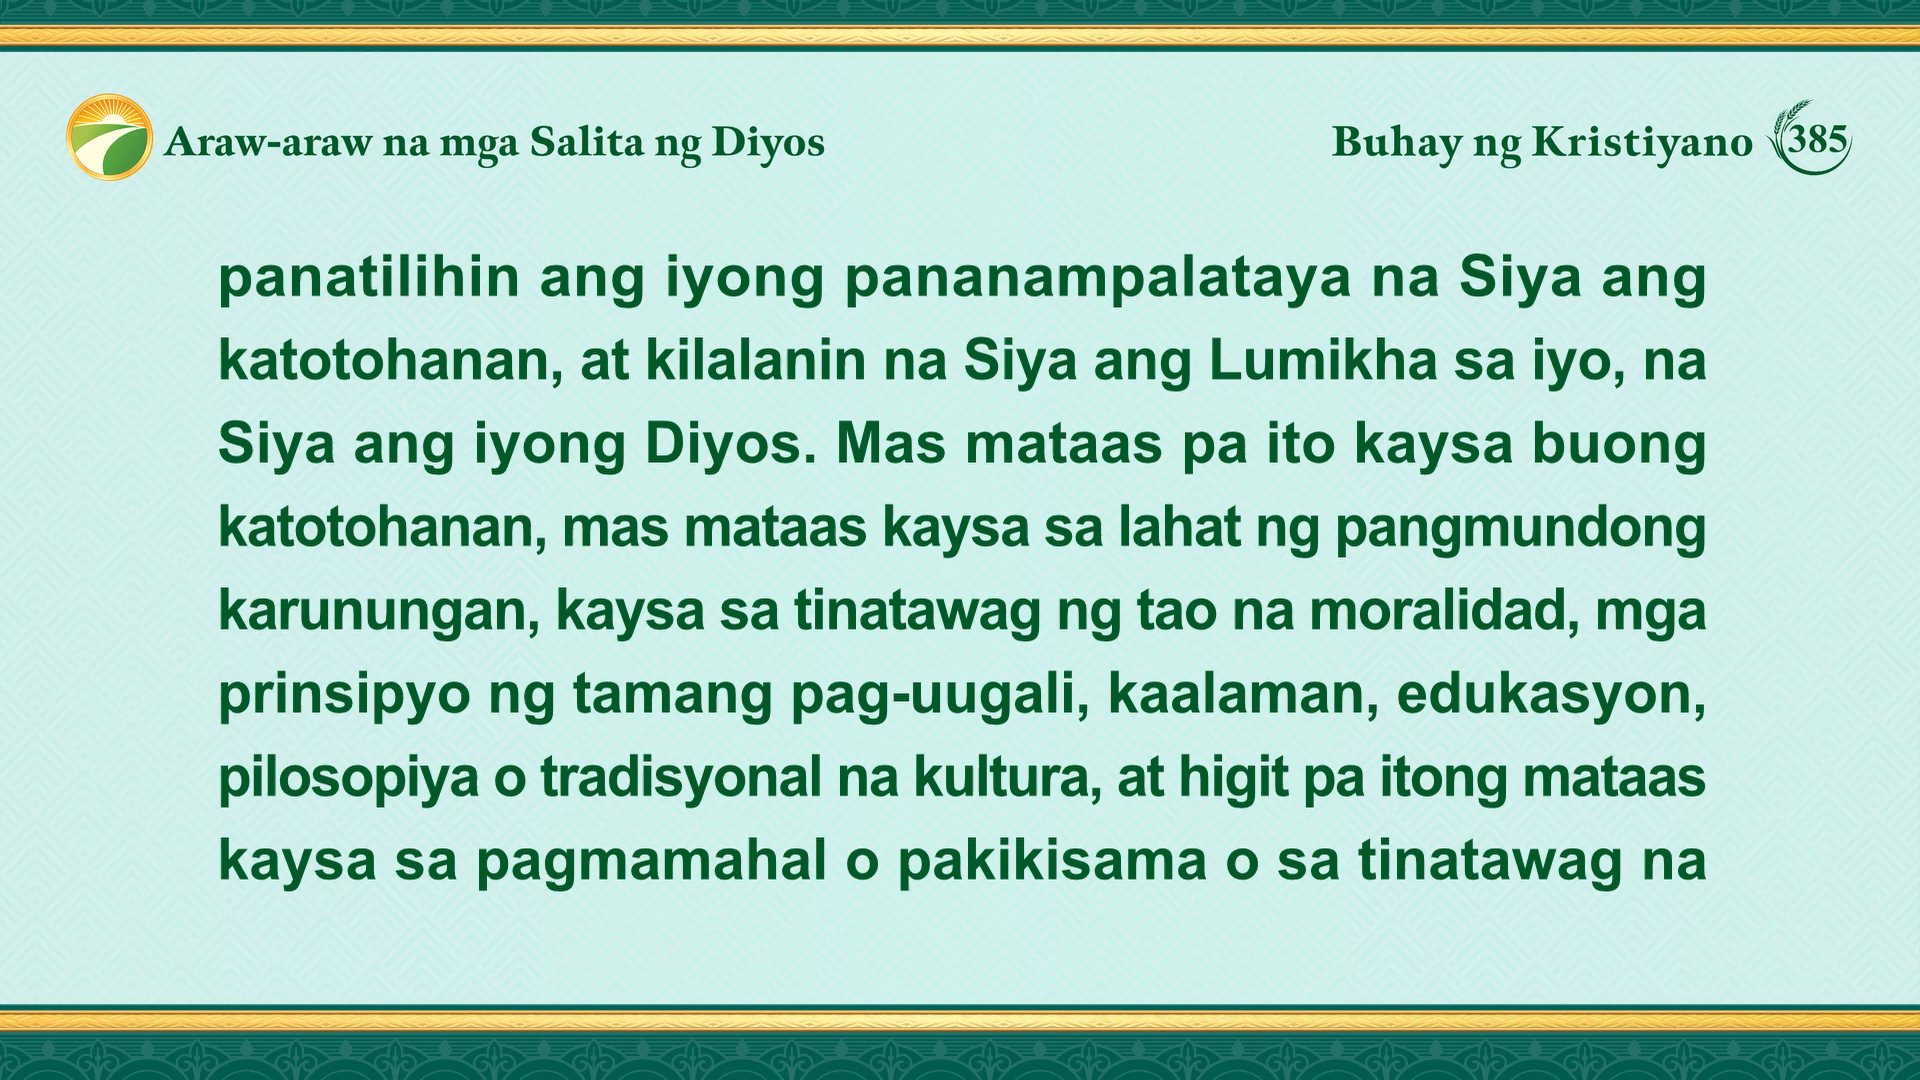 Araw-araw na mga Salita ng Diyos
Buhay ng Kristiyano 385
panatilihin ang iyong pananampalataya na Siya ang
katotohanan, at kilalanin na Siya ang Lumikha sa iyo, na
Siya ang iyong Diyos. Mas mataas pa ito kaysa buong
katotohanan, mas mataas kaysa sa lahat ng pangmundong
karunungan, kaysa sa tinatawag ng tao na moralidad, mga
prinsipyo ng tamang pag-uugali, kaalaman, edukasyon,
pilosopiya o tradisyonal na kultura, at higit pa itong mataas
kaysa sa pagmamahal o pakikisama o sa tinatawag na